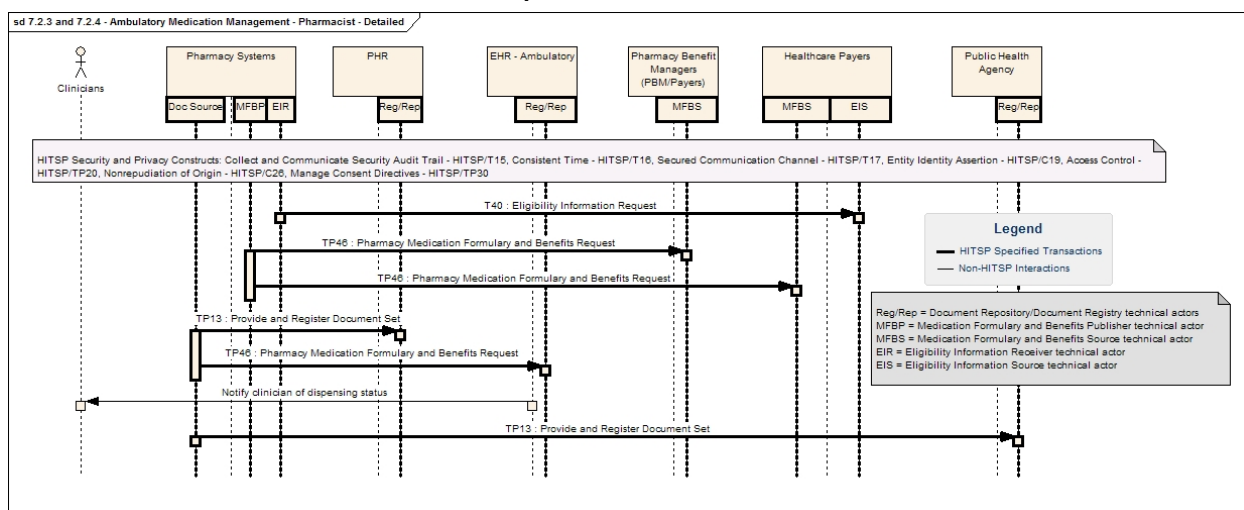 sd 7.2.3 and 7.2.4 - Ambulatory Medication Management - Pharmacist - Detailed
Clinicians
Pharmacy Systems
Doc Source
MFBP
EIR
PHR
Reg/Rep
EHR - Ambulatory
Reg/Rep
Pharmacy Benefit
Managers
(PBM/Payers)
MFBS
Healthcare Payers
MFBS
EIS
Public Health
Agency
Reg/Rep
HITSP Security and Privacy Constructs: Collect and Communicate Security Audit Trail - HITSP/T15, Consistent Time - HITSP/T16, Secured Communication Channel - HITSP/T17, Entity Identity Assertion - HITSP/C19, Access Control -
HITSP/TP20, Nonrepudiation of Origin - HITSP/C26, Manage Consent Directives - HITSP/TP30
T40 : Eligibility Information Request
TP46 : Pharmacy Medication Formulary and Benefits Request
TP46 : Pharmacy Medication Formulary and Benefits Request
TP13 : Provide and Register Document Set
TP46 : Pharmacy Medication Formulary and Benefits Request
Notify clinician of dispensing status
TP13 : Provide and Register Document Set
Legend
HITSP Specified Transactions
Non-HITSP Interactions
Reg/Rep = Document Repository/Document Registry technical actors
MFBP = Medication Formulary and Benefits Publisher technical actor
MFBS = Medication Formulary and Benefits Source technical actor
EIR = Eligibility Information Receiver technical actor
EIS = Eligibility Information Source technical actor